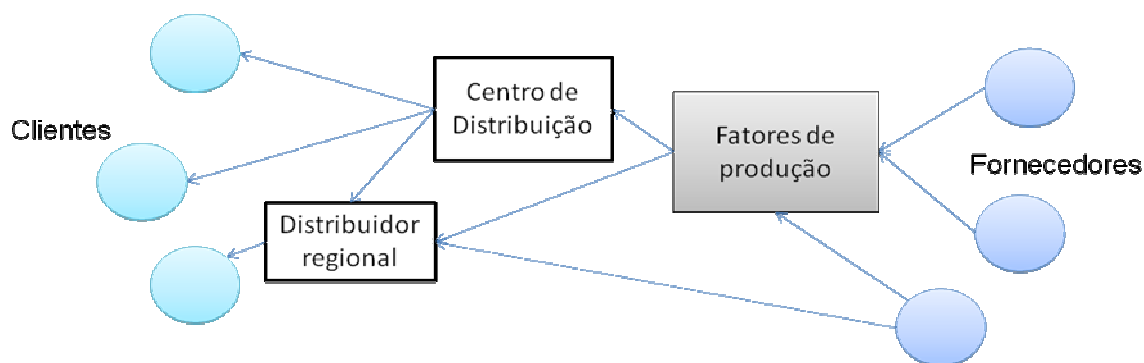 Clientes
Centro de
Distribuição
Distribuidor
regional
Fatores de
produção
Fornecedores